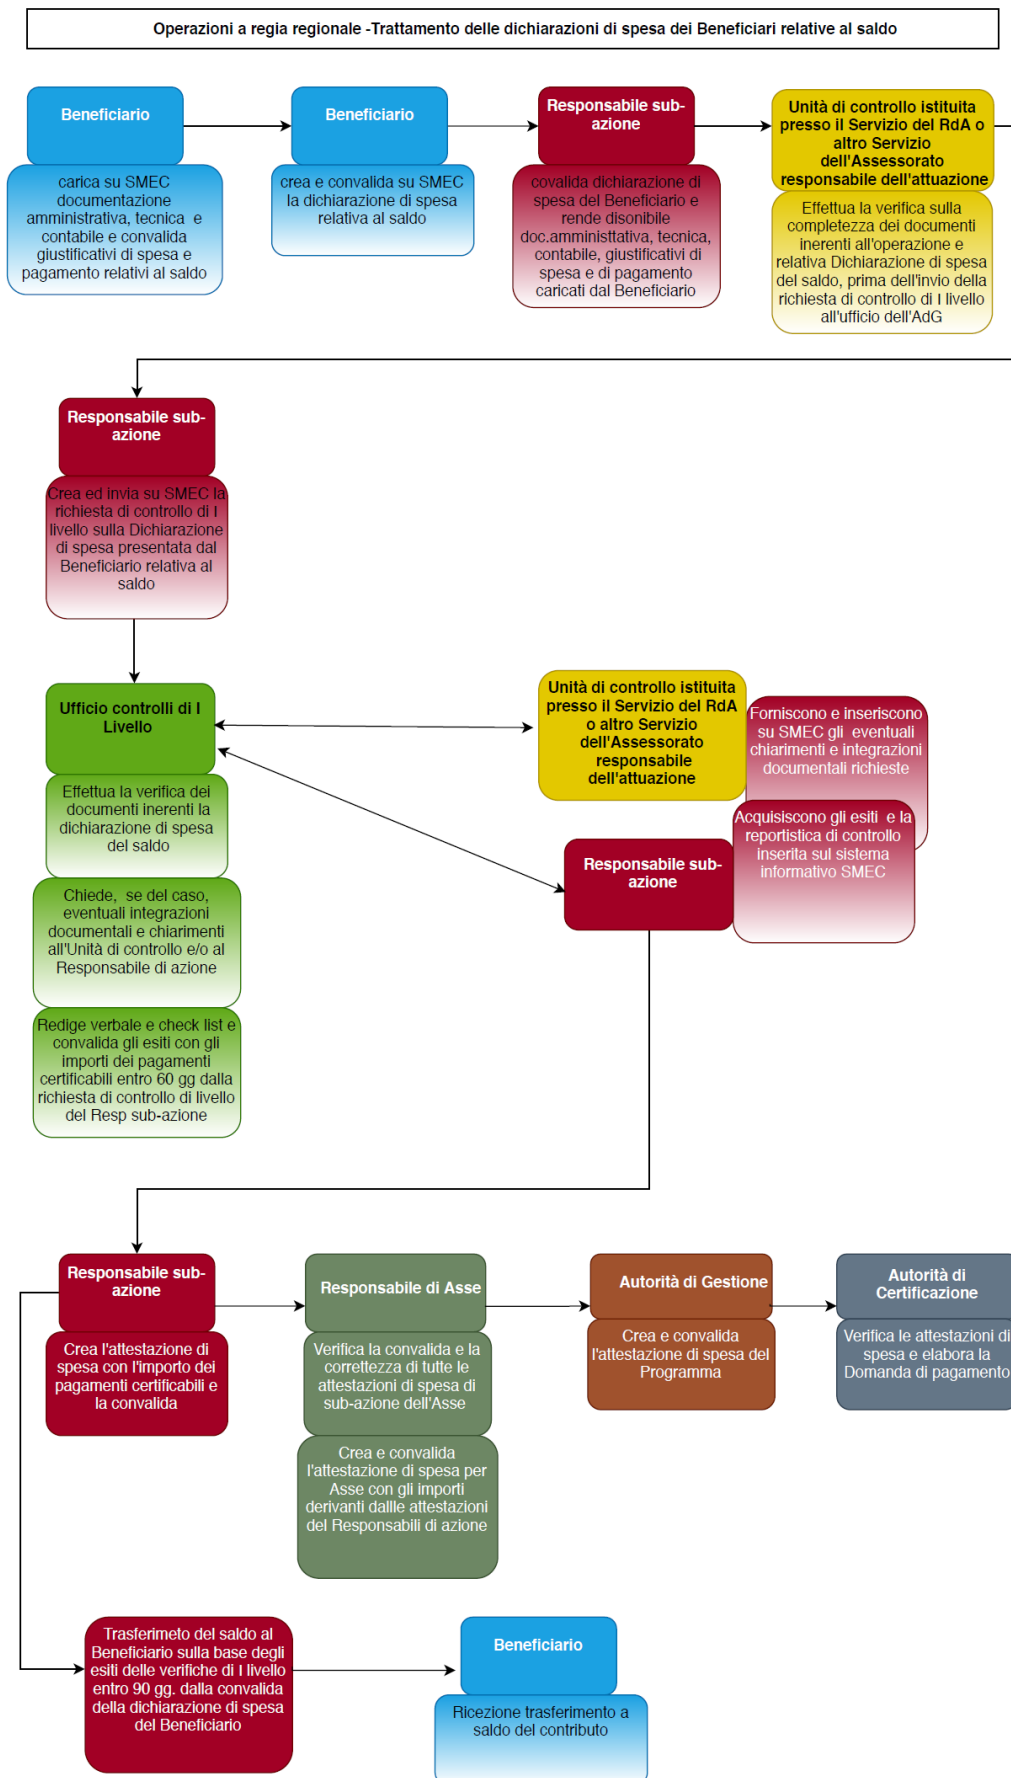 Operazioni a regia regionale -Trattamento delle dichiarazioni di spesa dei Beneficiari relative al saldo
Beneficiario
carica su SMEC
documentazione
amministrativa, tecnica e
contabile e convalida
giustificativi di spesa e
pagamento relativi al saldo
Beneficiario
crea e convalida su SMEC
la dichiarazione di spesa
relativa al saldo
Responsabile sub-
azione
covalida dichiarazione di
spesa del Beneficiario e
rende disonibile
doc.amministtativa, tecnica,
contabile, giustificativi di
spesa e di pagamento
caricati dal Beneficiario
Unità di controllo istituita
presso il Servizio del RdA o
altro Servizio
dell'Assessorato
responsabile dell'attuazione
Effettua la verifica sulla
completezza dei documenti
inerenti all'operazione e
relativa Dichiarazione di spesa
del saldo, prima dell'invio della
richiesta di controllo di I livello
all'ufficio dell'AdG
Responsabile sub-
azione
Crea ed invia su SMEC la
richiesta di controllo di I
livello sulla Dichiarazione
di spesa presentata dal
Beneficiario relativa al
saldo
Ufficio controlli di I
Livello
Effettua la verifica dei
documenti inerenti la
dichiarazione di spesa
del saldo
Chiede, se del caso,
eventuali integrazioni
documentali e chiarimenti
all'Unità di controllo e/o al
Responsabile di azione
Redige verbale e check list e
convalida gli esiti con gli
importi dei pagamenti
certificabili entro 60 gg dalla
richiesta di controllo di livello
del Resp sub-azione
Unità di controllo istituita
presso il Servizio del RdA
o altro Servizio
dell'Assessorato
responsabile
dell'attuazione
Forniscono e inseriscono
su SMEC gli eventuali
chiarimenti e integrazioni
documentali richieste
Responsabile sub-
azione
Acquisiscono gli esiti e la
reportistica di controllo
inserita sul sistema
informativo SMEC
Responsabile sub-
azione
Crea l'attestazione di
spesa con l'importo dei
pagamenti certificabili e
la convalida
Responsabile di Asse
Verifica la convalida e la
correttezza di tutte le
attestazioni di spesa di
sub-azione dell'Asse
Crea e convalida
l'attestazione di spesa per
Asse con gli importi
derivanti dallle attestazioni
del Responsabili di azione
Autorità di Gestione
Crea e convalida
l'attestazione di spesa del
Programma
Autorità di
Certificazione
Verifica le attestazioni di
spesa e elabora la
Domanda di pagamento
Trasferimeto del saldo al
Beneficiario sulla base degli
esiti delle verifiche di I livello
entro 90 gg. dalla convalida
della dichiarazione di spesa
del Beneficiario
Beneficiario
Ricezione trasferimento a
saldo del contributo